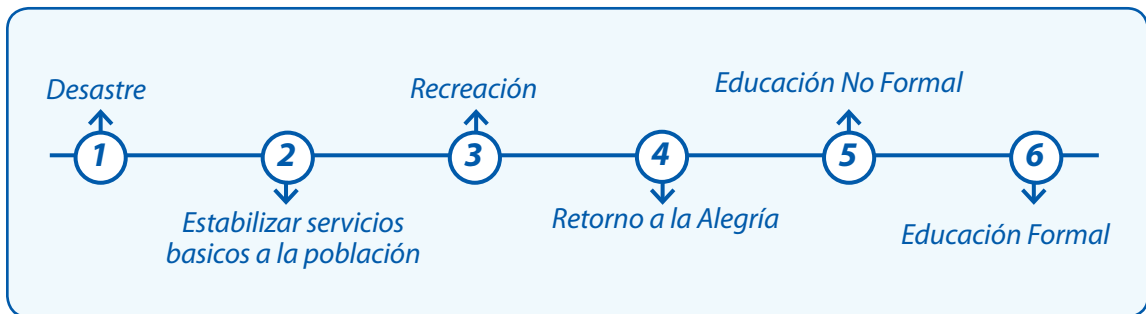 Desastre
1
2
Estabilizar servicios
basicos a la población
Recreación
3
4
Retorno a la Alegría
Educación No Formal
5
6
Educación Formal